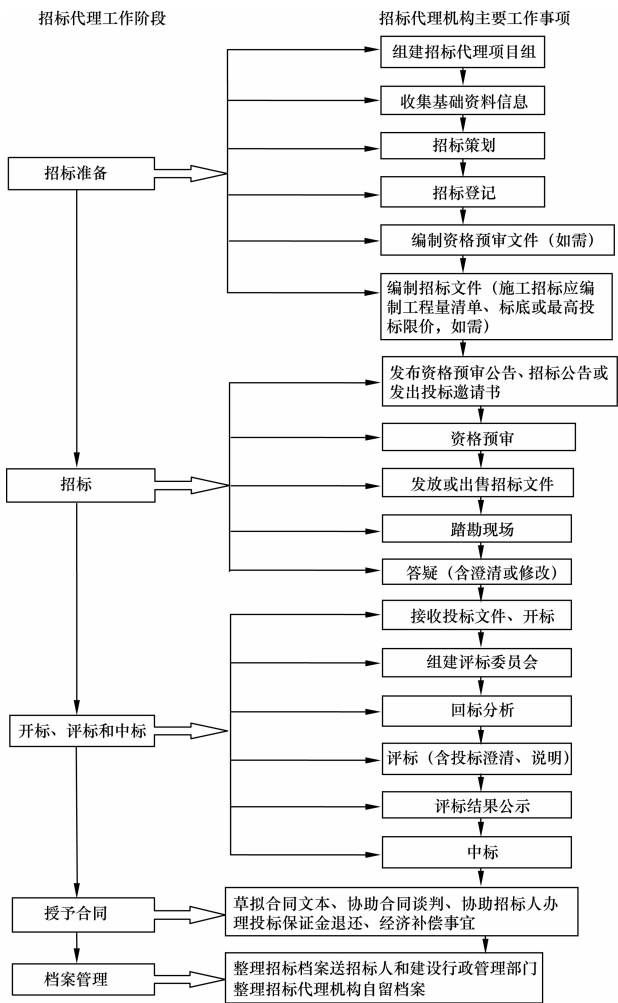 招标代理工作阶段
招标代理机构主要工作事项
招标准备
组建招标代理项目组
收集基础资料信息
招标策划
招标登记
编制资格预审文件（如需）
编制招标文件（施工招标应编
制工程量清单、标底或最高投
标限价，如需）
招标
发布资格预审公告、招标公告或
发出投标邀请书
资格预审
发放或出售招标文件
踏勘现场
答疑（含澄清或修改）
开标、评标和中标
接收投标文件、开标
组建评标委员会
回标分析
评标（含投标澄清、说明）
评标结果公示
中标
授予合同
草拟合同文本、协助合同谈判、协助招标人办
理投标保证金退还、经济补偿事宜
档案管理
整理招标档案送招标人和建设行政管理部门
整理招标代理机构自留档案